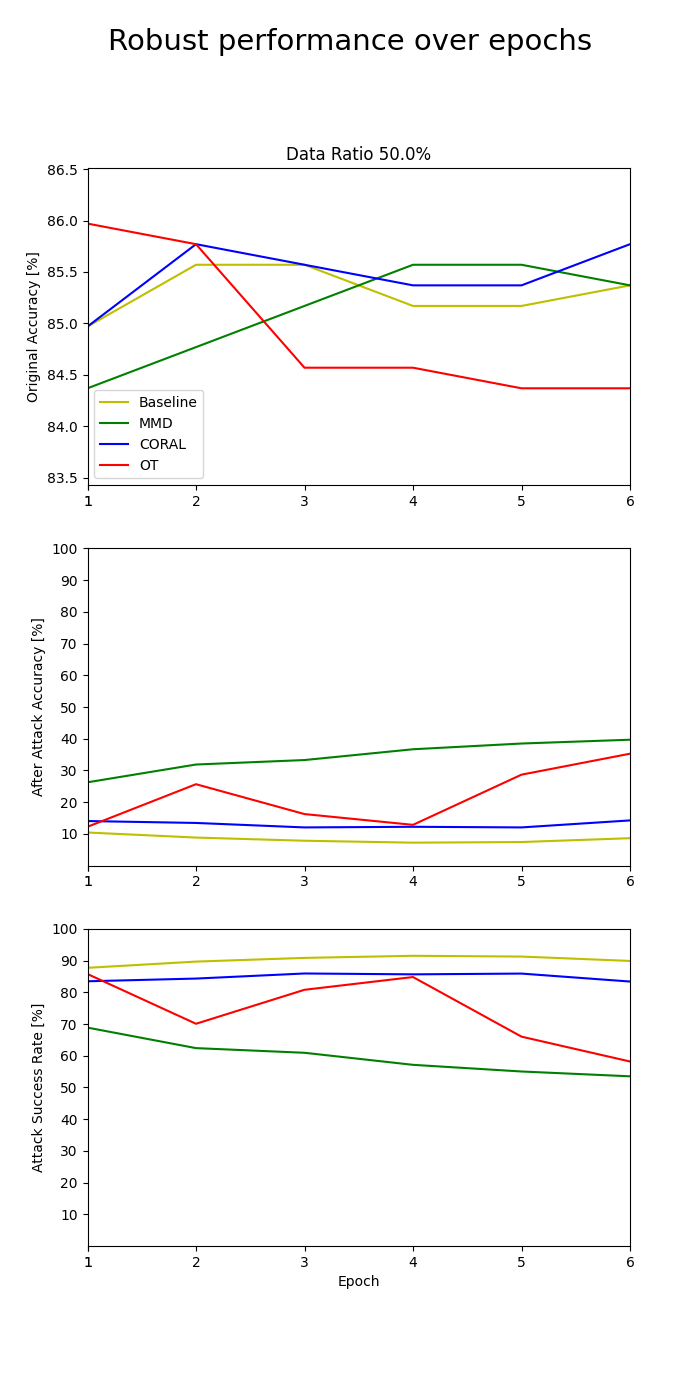 Robust performance over epochs
Data Ratio 50.0%
Original Accuracy [%]
86.5
86.0
85.5
85.0
84.5
84.0
83.5
Baseline
MMD
CORAL
OT
1 2 3 4 5 6
After Attack Accuracy [%]
100
90
80
70
60
50
40
30
20
10
1 2 3 4 5 6
Attack Success Rate [%]
100
90
80
70
60
50
40
30
20
10
1 2 3 4 5 6
Epoch